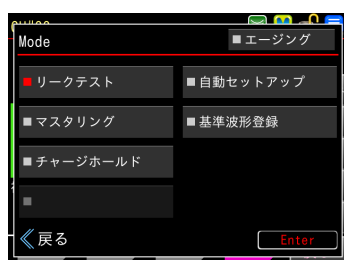 Mode
エージング
リークテスト
自動セットアップ
マスタリング
基準波形登録
チャージホールド
戻る
Enter